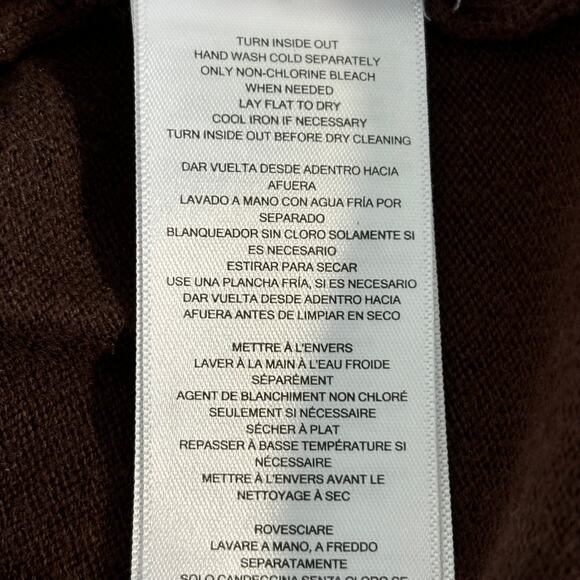 TURN INSIDE OUT
HAND WASH COLD SEPARATELY
ONLY NON-CHLORINE BLEACH
WHEN NEEDED
LAY FLAT TO DRY
COOL IRON IF NECESSARY
TURN INSIDE OUT BEFORE DRY CLEANING
DAR VUELTA DESDE ADENTRO HACIA
AFUERA
LAVADO A MANO CON AGUA FRÍA POR
SEPARADO
BLANQUEADOR SIN CLORO SOLAMENTE SI
ES NECESARIO
ESTIRAR PARA SECAR
USE UNA PLANCHA FRÍA, SI ES NECESARIO
DAR VUELTA DESDE ADENTRO HACIA
AFUERA ANTES DE LIMPIAR EN SECO
METTRE À L'ENVERS
LAVER À LA MAIN À L'EAU FROIDE
SÉPARÉMENT
AGENT DE BLANCHIMENT NON CHLORÉ
SEULEMENT SI NÉCESSAIRE
SÉCHER À PLAT
REPASSER À BASSE TEMPÉRATURE SI
NÉCESSAIRE
METTRE À L'ENVERS AVANT LE
NETTOYAGE À SEC
ROVESCIARE
LAVARE A MANO, A FREDDO
SEPARATAMENTE
SOLO CANDEGGINA SENZA CLORO SE